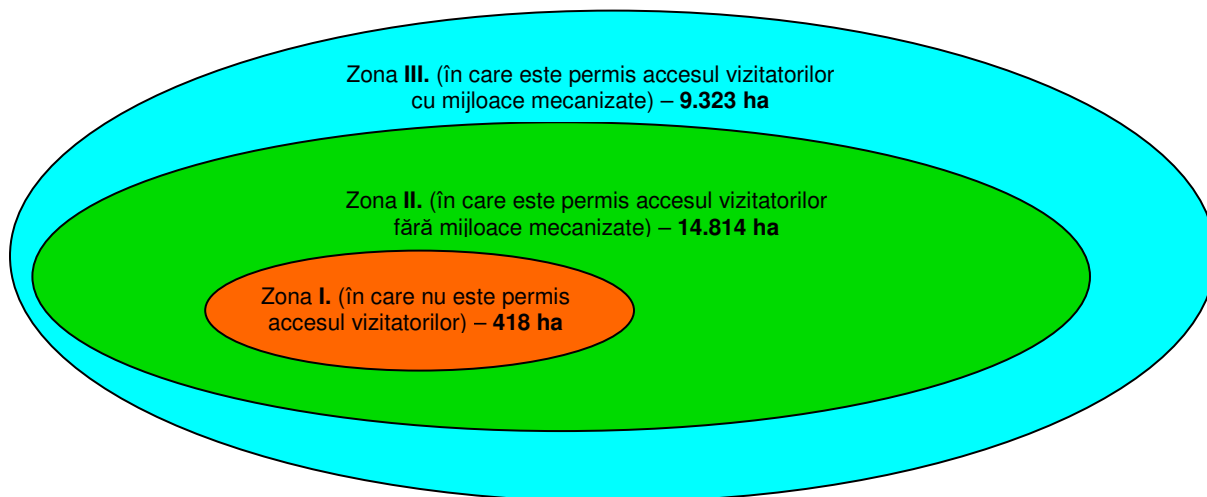 Zona III. (în care este permis accesul vizitatorilor
cu mijloace mecanizate) – 9.323 ha
Zona II. (în care este permis accesul vizitatorilor
fără mijloace mecanizate) – 14.814 ha
Zona I. (în care nu este permis
accesul vizitatorilor) – 418 ha